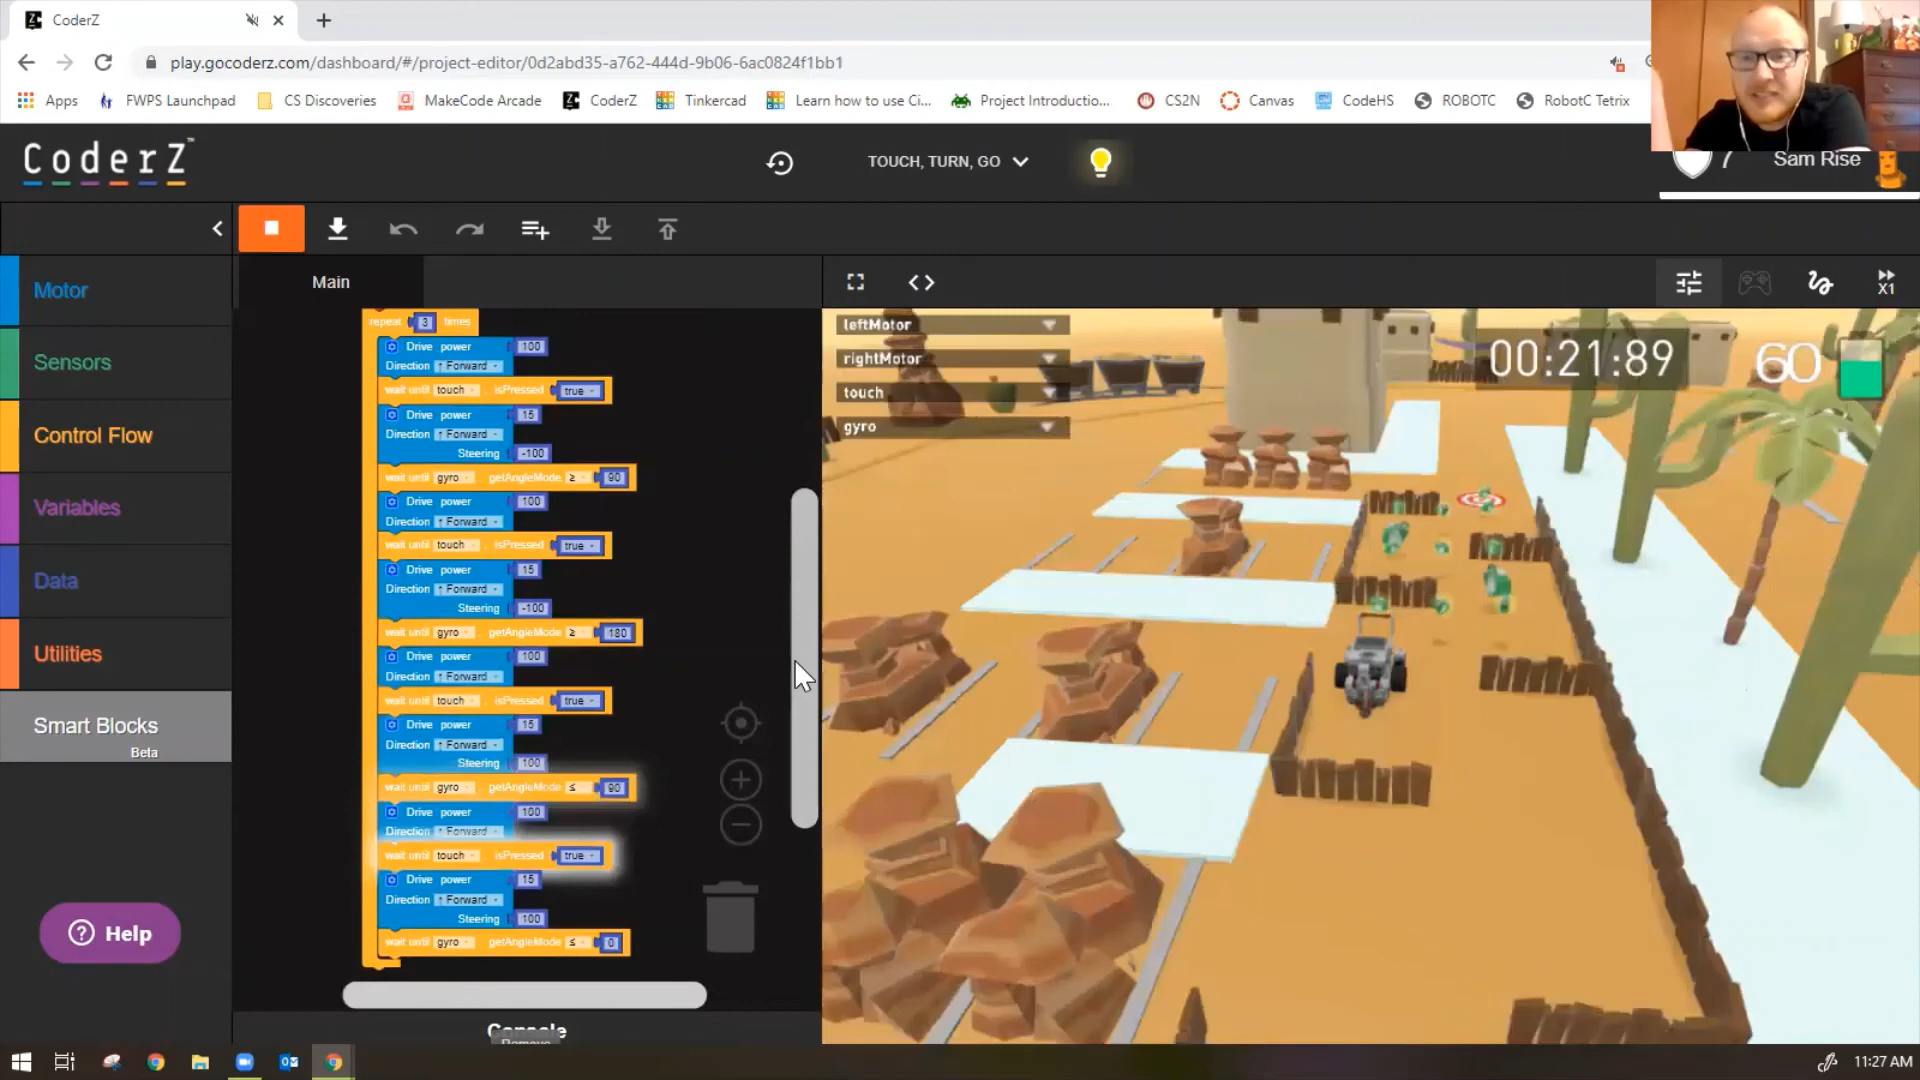 CoderZ
play.gocoderz.com/dashboard/#/project-editor/0d2abd35-a762-444d-9b06-6ac0824f1bb1
Apps FWPS Launchpad CS Discoveries MakeCode Arcade CoderZ Tinkercad Learn how to use Ci... Project Introductio... CS2N Canvas CodeHS ROBOTC RobotC Tetrix
CoderZ™
TOUCH, TURN, GO
7 Sam Rise
Main
X1
Motor
Sensors
Control Flow
Variables
Data
Utilities
Smart Blocks
Beta
Help
repeat 3 times
Drive power 100
Direction ↑ Forward
wait until touch . isPressed true
Drive power 15
Direction ↑ Forward
Steering -100
wait until gyro . getAngleMode ≥ 90
Drive power 100
Direction ↑ Forward
wait until touch . isPressed true
Drive power 15
Direction ↑ Forward
Steering -100
wait until gyro . getAngleMode ≥ 180
Drive power 100
Direction ↑ Forward
wait until touch . isPressed true
Drive power 15
Direction ↑ Forward
Steering 100
wait until gyro . getAngleMode ≤ 90
Drive power 100
Direction ↑ Forward
wait until touch . isPressed true
Drive power 15
Direction ↑ Forward
Steering 100
wait until gyro . getAngleMode ≤ 0
Console
Remove
leftMotor
rightMotor
touch
gyro
00:21:89 60
11:27 AM